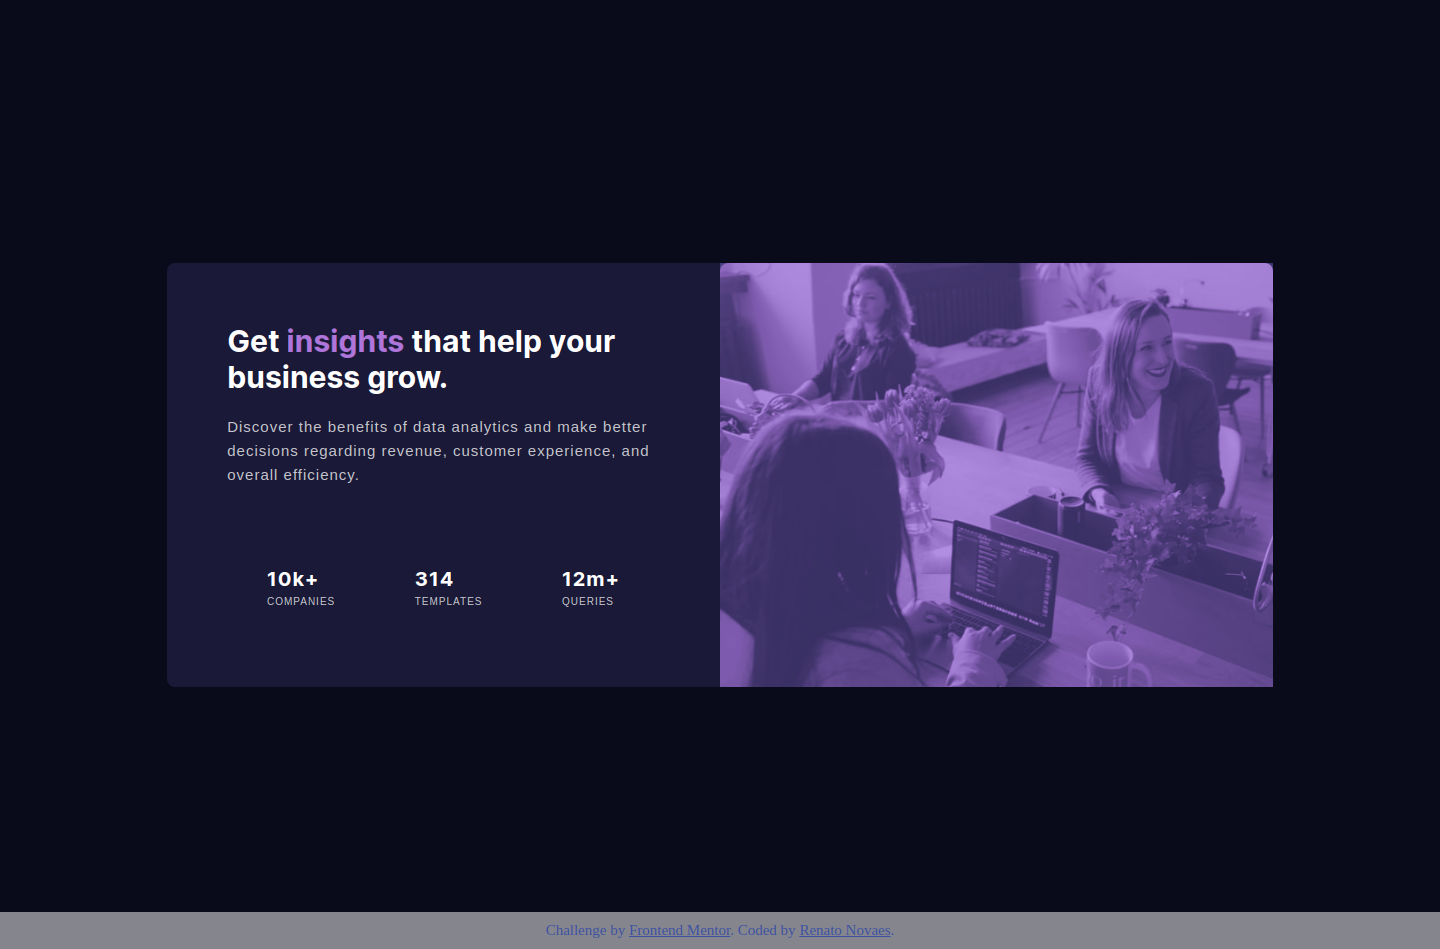 Get insights that help your
business grow.
Discover the benefits of data analytics and make better
decisions regarding revenue, customer experience, and
overall efficiency.
10k+ 314 12m+
COMPANIES TEMPLATES QUERIES
Challenge by Frontend Mentor. Coded by Renato Novaes.